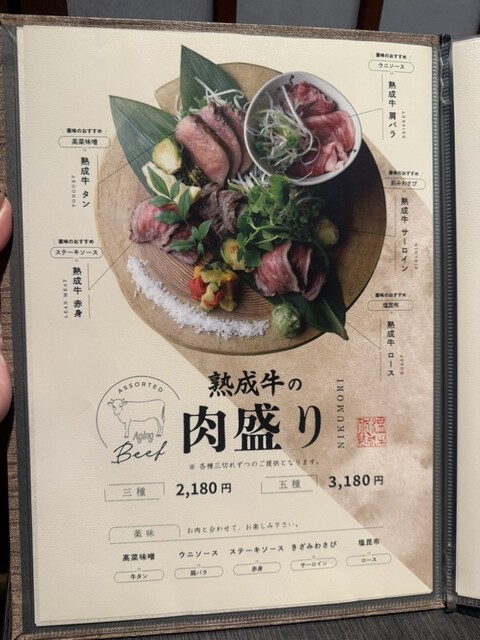 薬味のおすすめ
ウニソース
熟成牛 肩バラ
薬味のおすすめ
高菜味噌
熟成牛 タン
TONGUE
薬味のおすすめ
刻みわさび
熟成牛 サーロイン
SIRLOIN
薬味のおすすめ
ステーキソース
熟成牛 赤身
LEAN MEAT
薬味のおすすめ
塩昆布
熟成牛 ロース
ROAST
ASSORTED
Aging
Beef
熟成牛の
肉盛り
NIKUMORI
※ 各種三切れずつのご提供となります。
三種 2,180円
五種 3,180円
薬味 お肉と合わせて、お楽しみ下さい。
高菜味噌 ウニソース ステーキソース きざみわさび 塩昆布
牛タン 肩バラ 赤身 サーロイン ロース